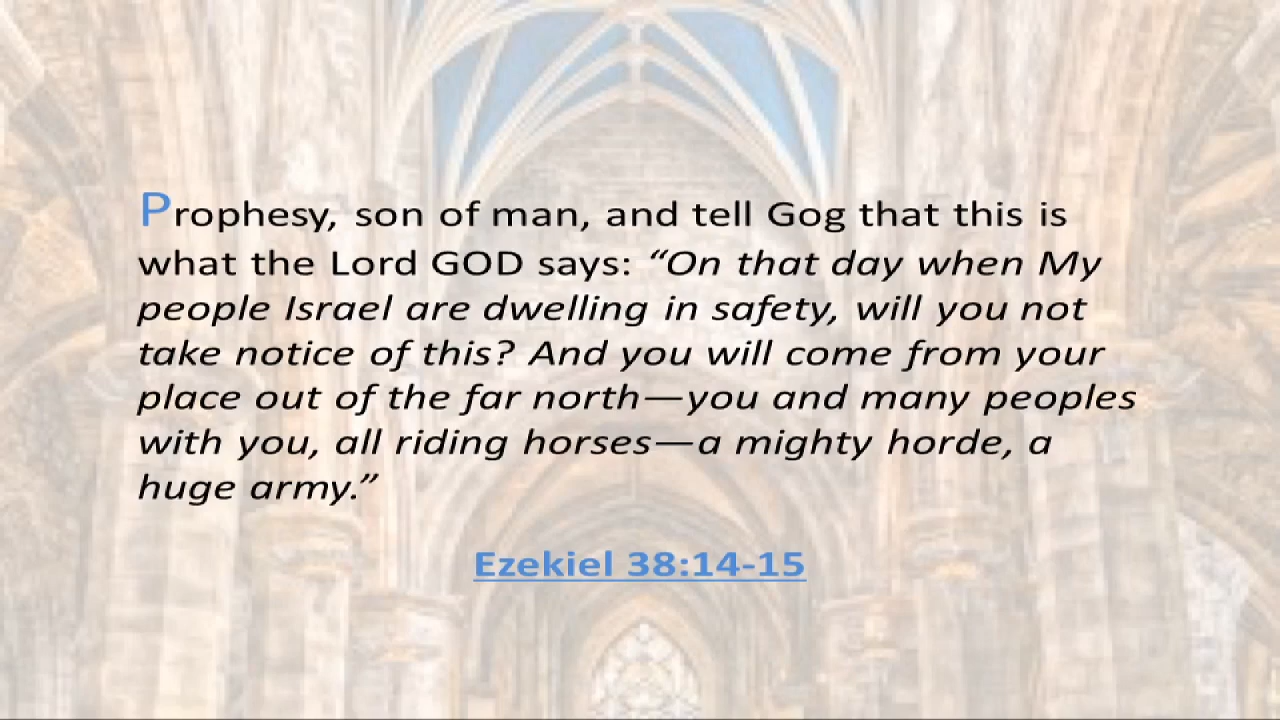 Prophesy, son of man, and tell Gog that this is
what the Lord GOD says: “On that day when My
people Israel are dwelling in safety, will you not
take notice of this? And you will come from your
place out of the far north—you and many peoples
with you, all riding horses—a mighty horde, a
huge army.”
Ezekiel 38:14-15